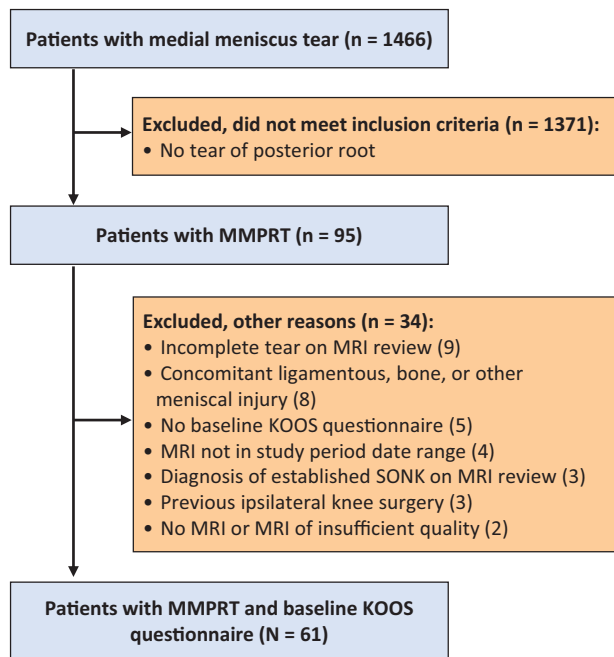 Patients with medial meniscus tear (n = 1466)
Excluded, did not meet inclusion criteria (n = 1371):
• No tear of posterior root
Patients with MMPRT (n = 95)
Excluded, other reasons (n = 34):
• Incomplete tear on MRI review (9)
• Concomitant ligamentous, bone, or other
meniscal injury (8)
• No baseline KOOS questionnaire (5)
• MRI not in study period date range (4)
• Diagnosis of established SONK on MRI review (3)
• Previous ipsilateral knee surgery (3)
• No MRI or MRI of insufficient quality (2)
Patients with MMPRT and baseline KOOS
questionnaire (N = 61)